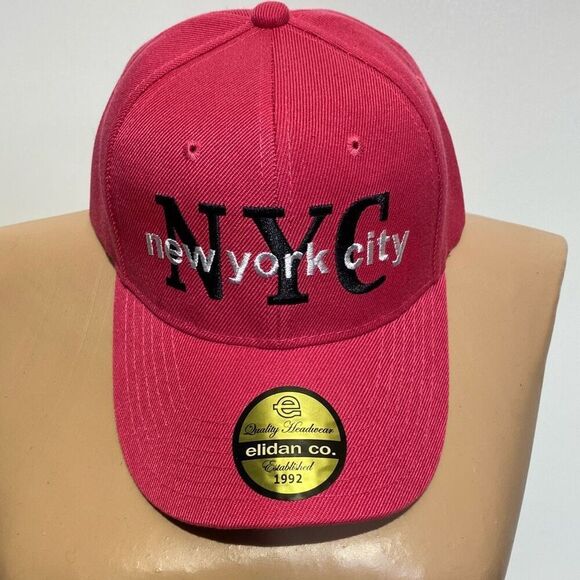 NYC
new york city
e
Quality Headwear
elidan co.
Established
1992